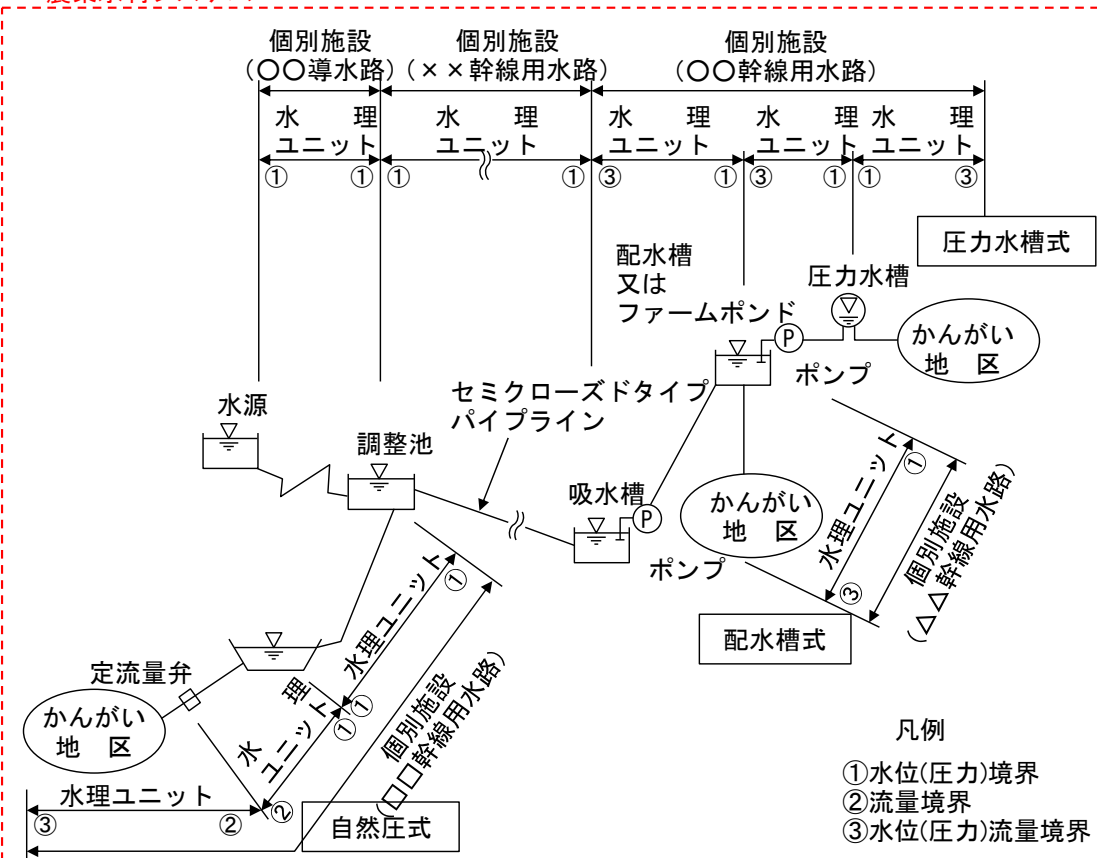 個別施設
(〇〇導水路)
個別施設
(××幹線用水路)
個別施設
(〇〇幹線用水路)
水 理
ユニット
水 理
ユニット
水 理
ユニット
水 理
ユニット
水 理
ユニット
① ① ① ① ③ ① ③ ① ① ③
圧力水槽式
配水槽
又は
ファームポンド
圧力水槽
P
ポンプ
かんがい
地 区
セミクローズドタイプ
パイプライン
水源
調整池
吸水槽
P
ポンプ
かんがい
地 区
①
水理ユニット
③
個別施設
(△△幹線用水路)
配水槽式
①
水理ユニット
①
個別施設
(□□幹線用水路)
定流量弁
かんがい
地 区
①
水 理
ユニット
②
水理ユニット
③ ②
自然圧式
凡例
①水位(圧力)境界
②流量境界
③水位(圧力)流量境界